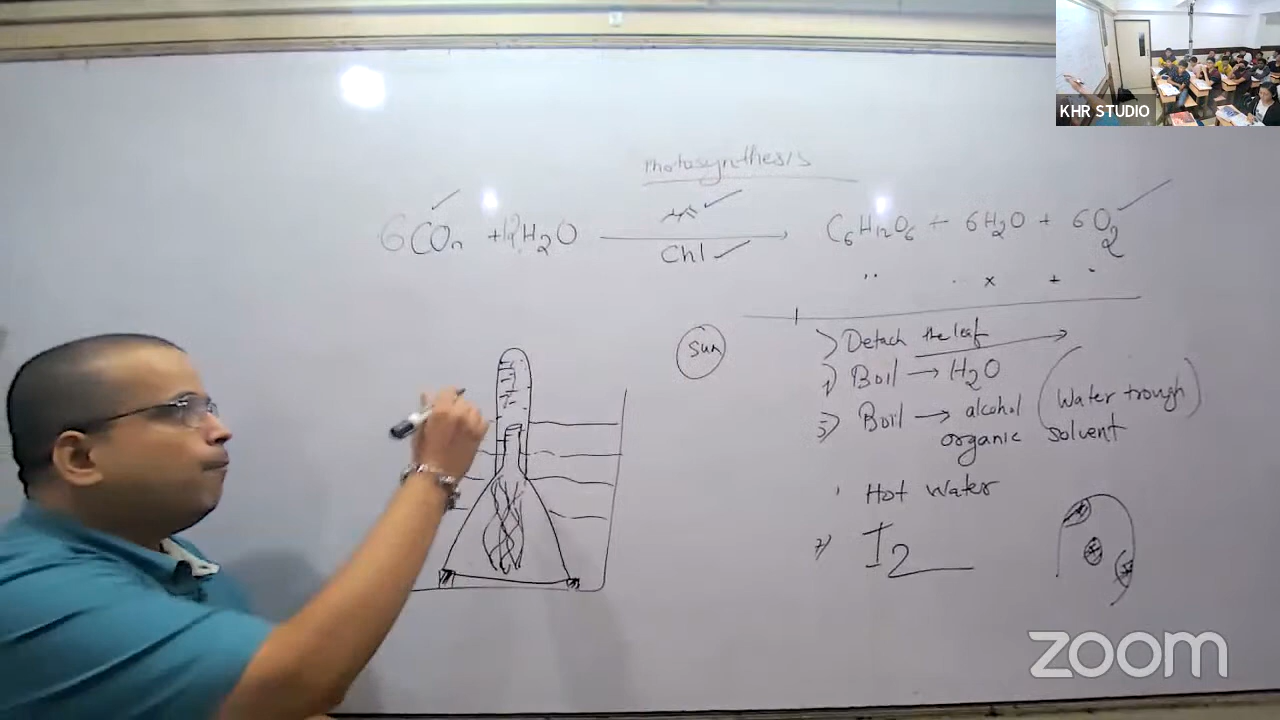 KHR STUDIO
Photosynthesis
6CO2 + 12H2O → C6H12O6 + 6H2O + 6O2
Chl
Sun
Detach the leaf
Boil → H2O
Boil → alcohol (Water trough)
organic solvent
Hot Water
I2
zoom